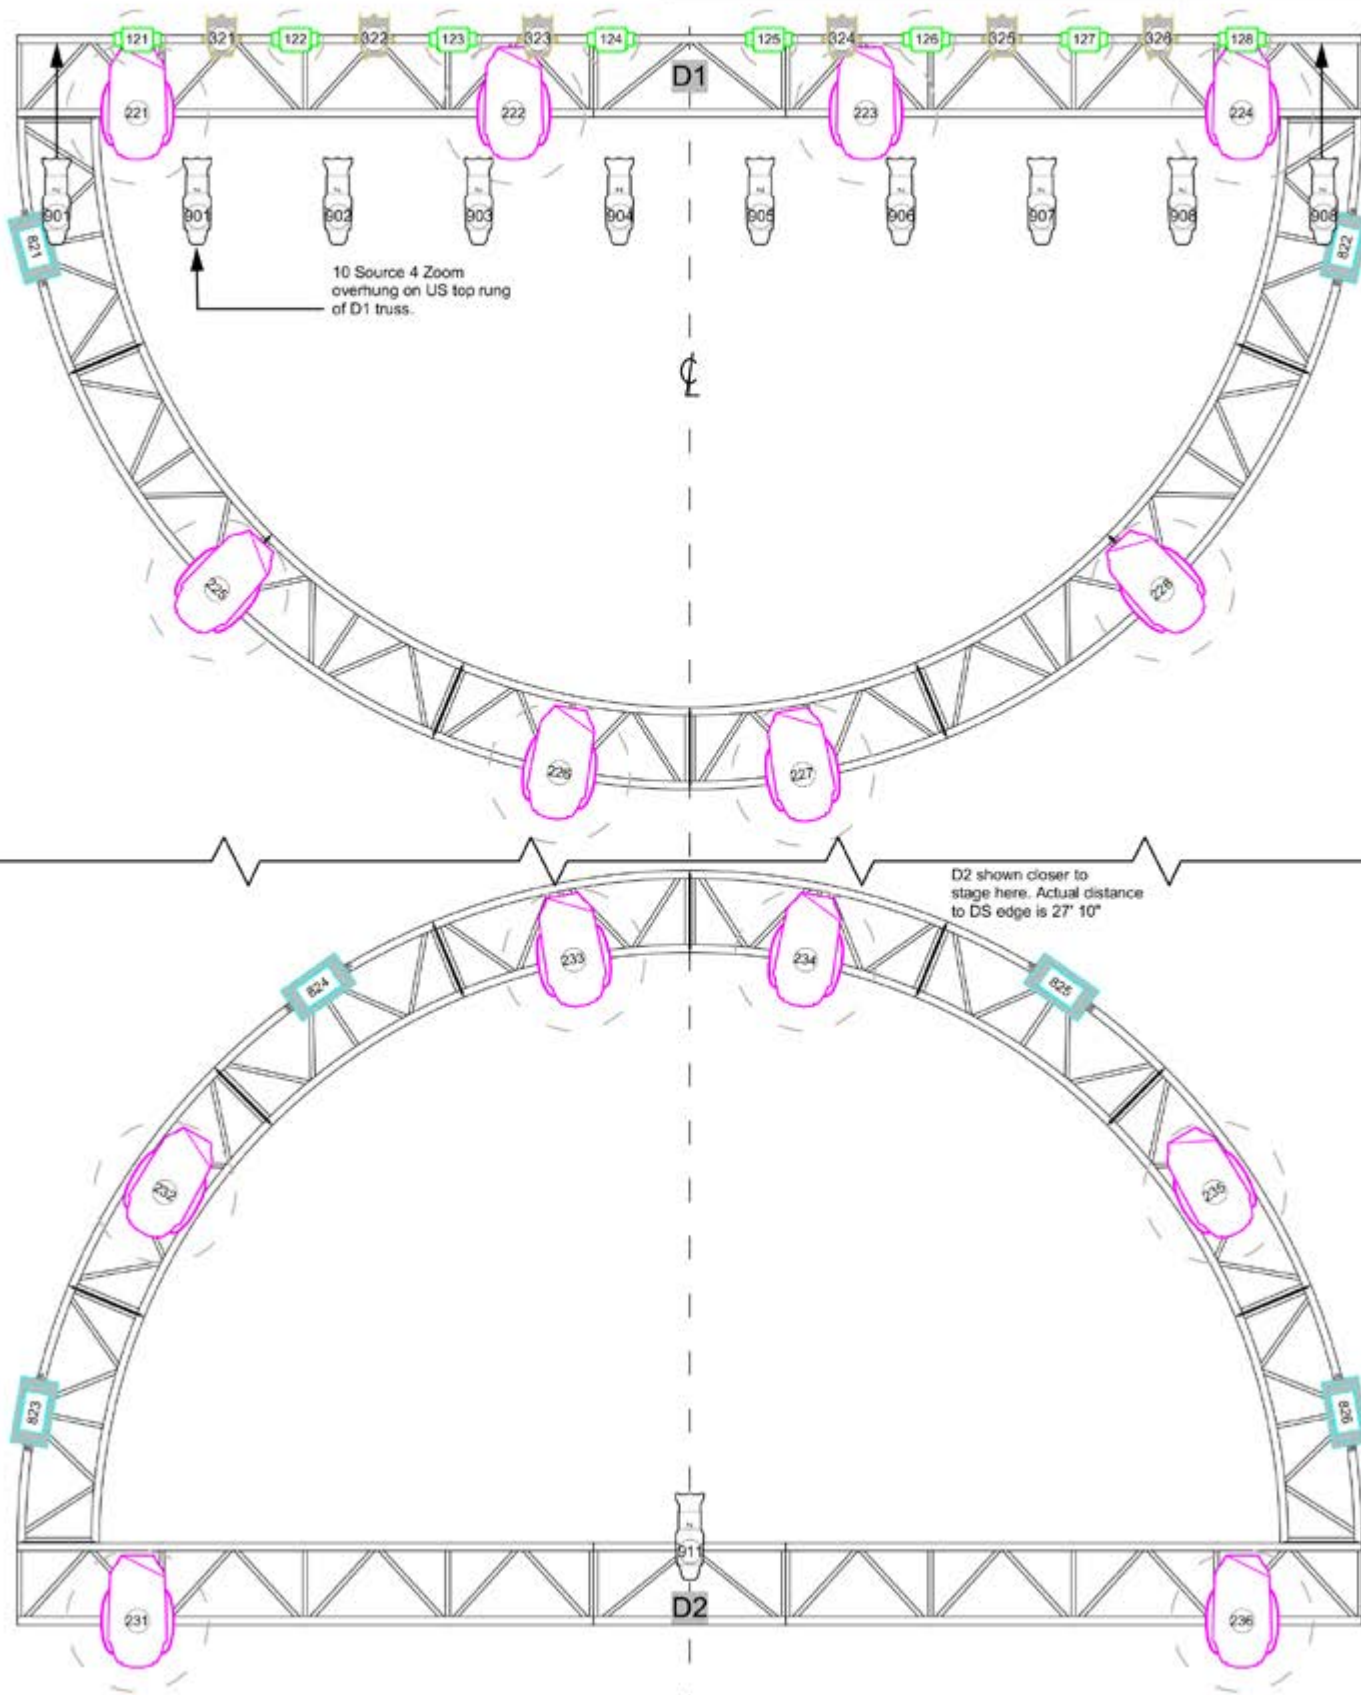 121 321 122 322 123 323 124 125 324 126 325 127 326 128
D1
221 222 223 224
Z Z Z Z Z Z Z Z Z Z
901 901 902 903 904 905 906 907 908 908
821 822
10 Source 4 Zoom
overhung on US top rung
of D1 truss.
℄
225 228
226 227
D2 shown closer to
stage here. Actual distance
to DS edge is 27' 10"
233 234
824 825
232 235
823 826
Z
911
D2
231 236